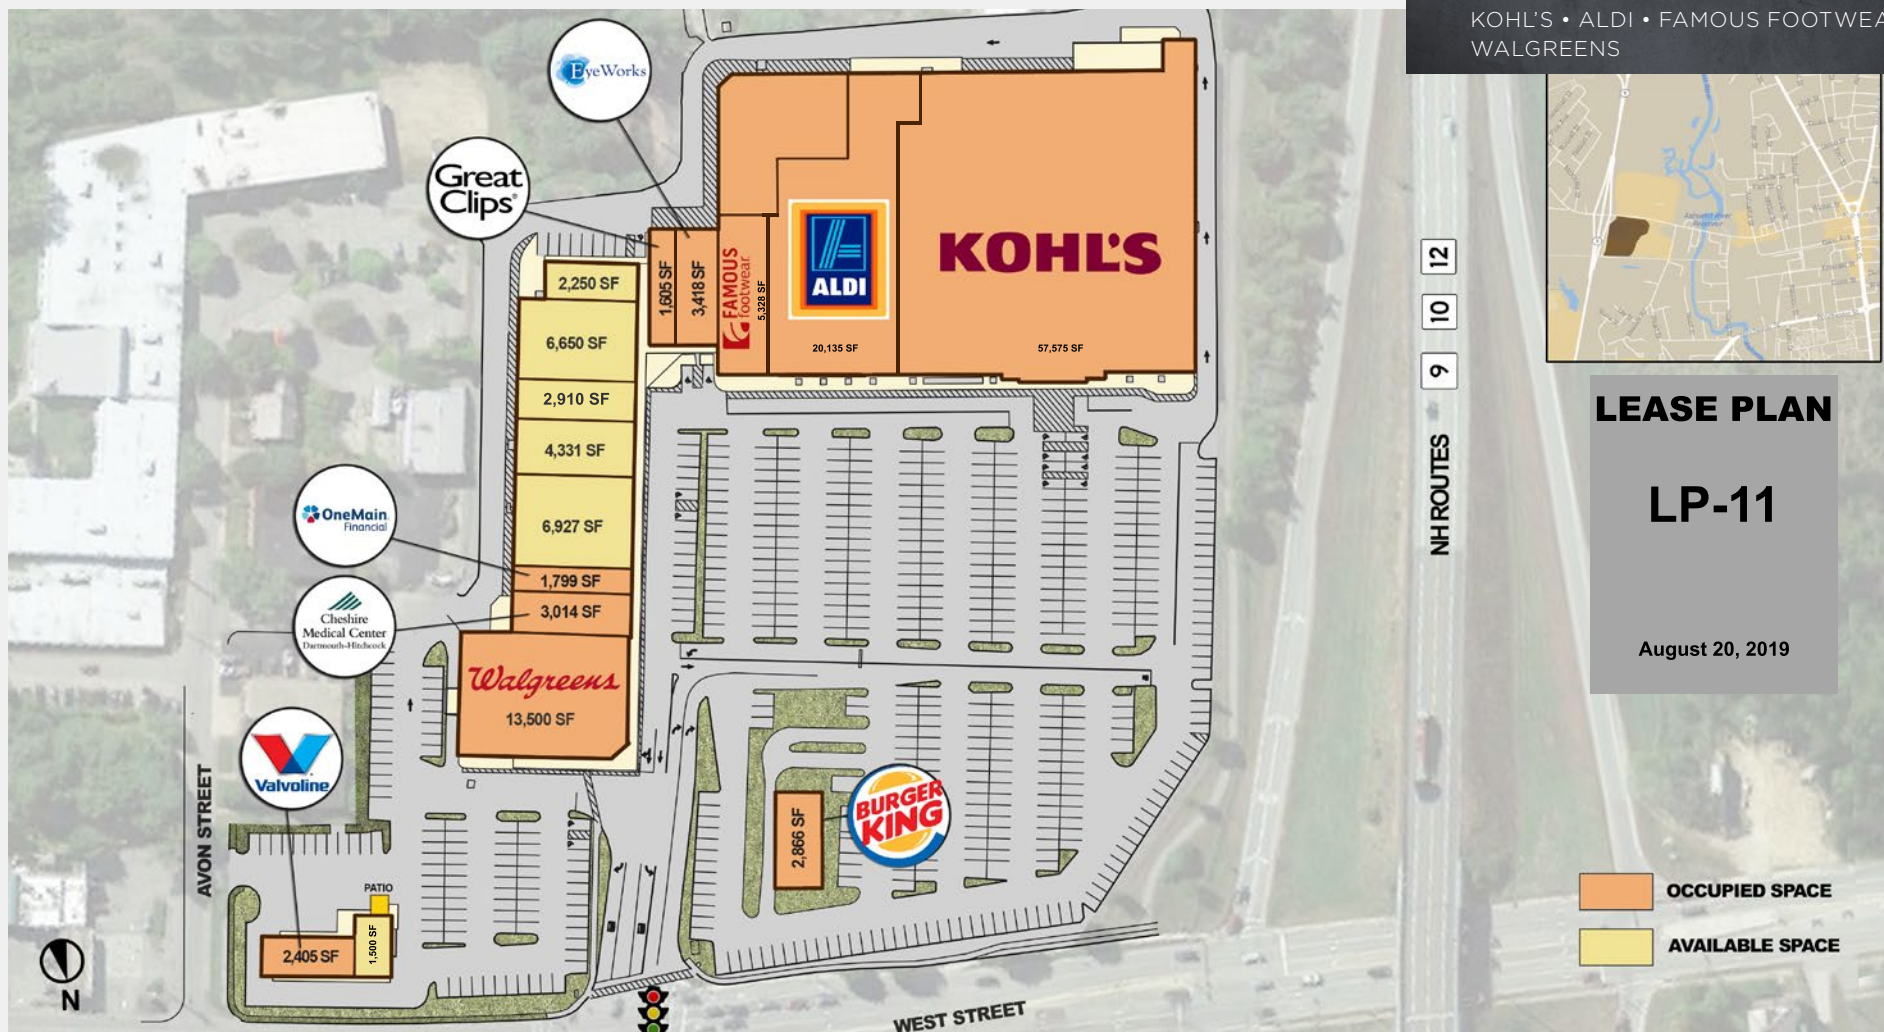 KOHL'S • ALDI • FAMOUS FOOTWEA
WALGREENS
EyeWorks
Great
Clips
FAMOUS
footwear
5,328 SF
ALDI
20,135 SF
KOHL'S
57,575 SF
1,605 SF
3,418 SF
2,250 SF
6,650 SF
2,910 SF
4,331 SF
6,927 SF
OneMain
Financial
1,799 SF
Cheshire
Medical Center
Dartmouth-Hitchcock
3,014 SF
Walgreens
13,500 SF
Valvoline
2,405 SF
PATIO
1,500 SF
AVON STREET
N
BURGER
KING
2,866 SF
WEST STREET
NH ROUTES
9
10
12
LEASE PLAN
LP-11
August 20, 2019
OCCUPIED SPACE
AVAILABLE SPACE